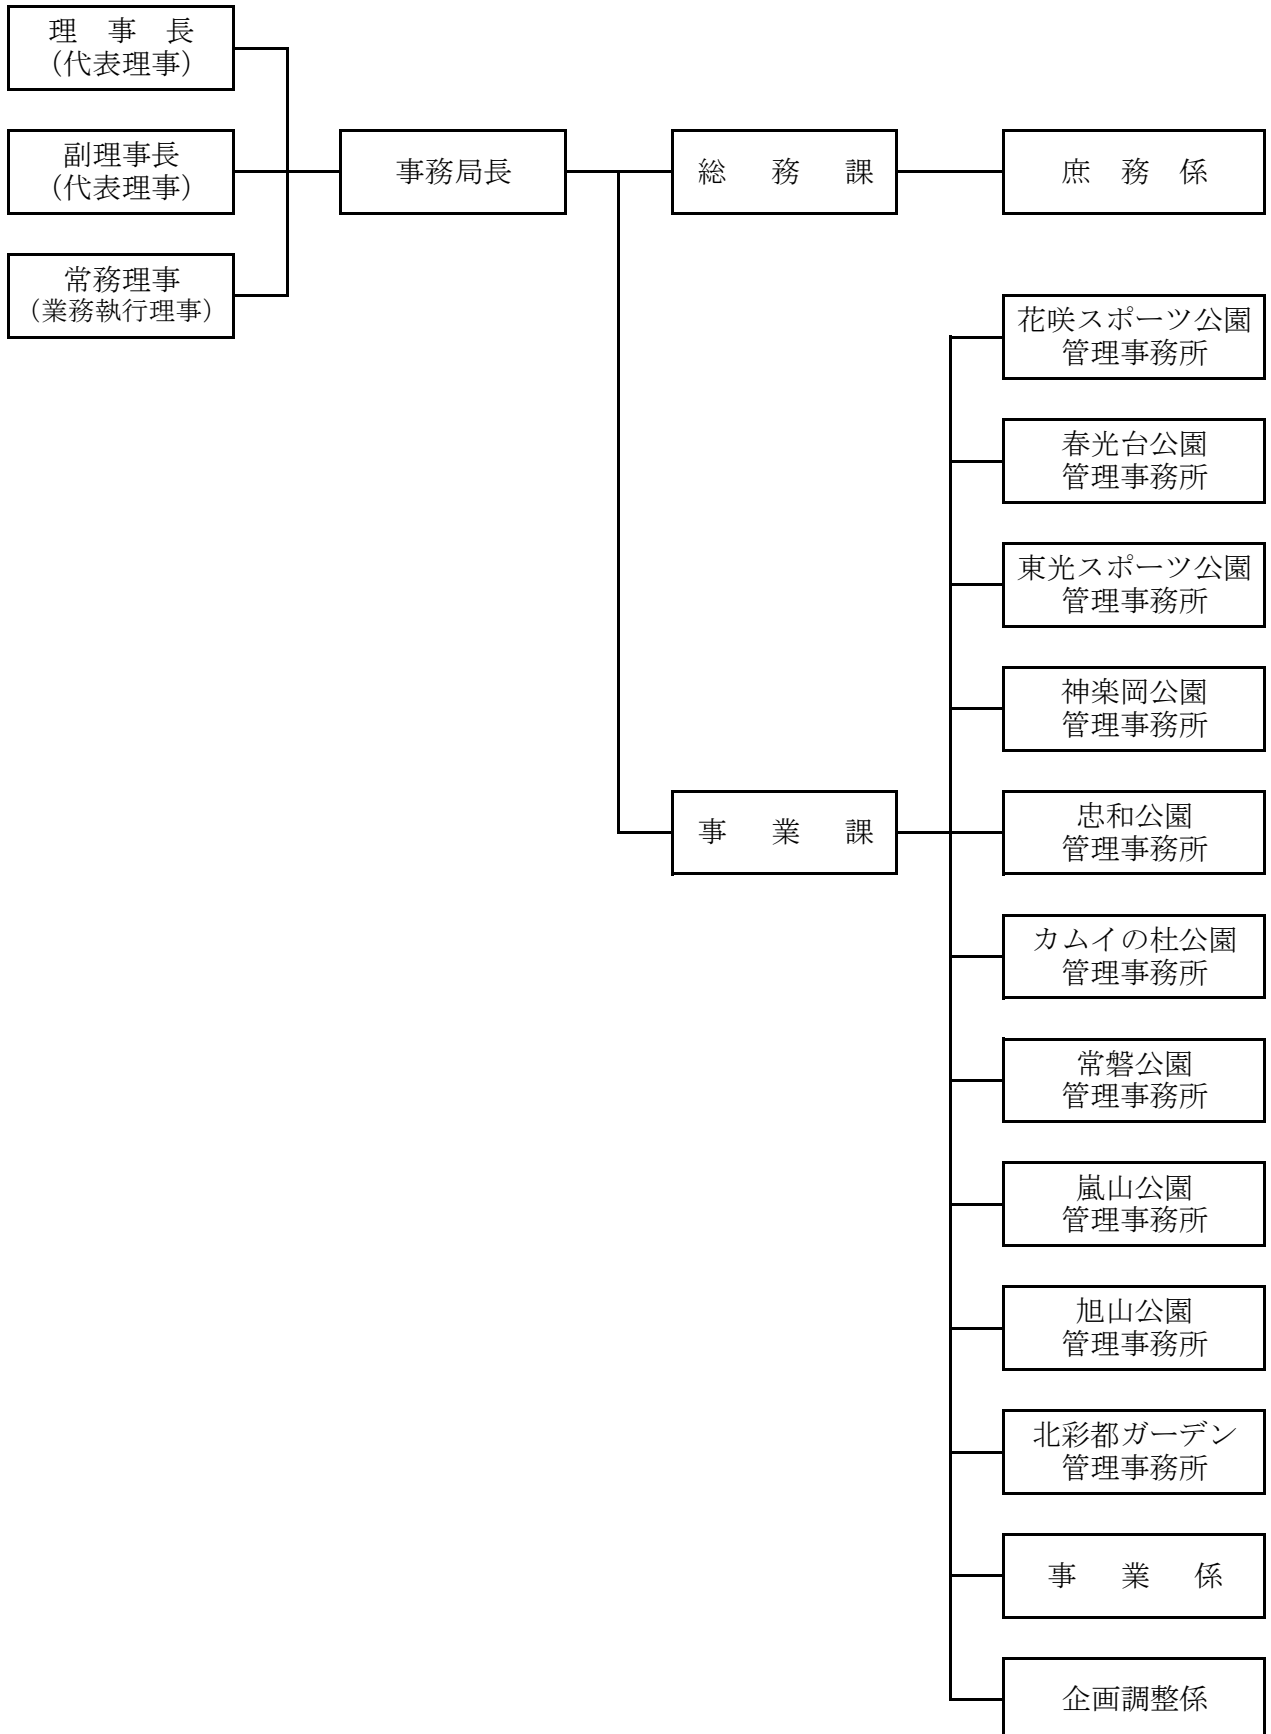 理 事 長
（代表理事）
副理事長
（代表理事）
常務理事
（業務執行理事）
事務局長
総 務 課
庶 務 係
事 業 課
花咲スポーツ公園
管理事務所
春光台公園
管理事務所
東光スポーツ公園
管理事務所
神楽岡公園
管理事務所
忠和公園
管理事務所
カムイの杜公園
管理事務所
常磐公園
管理事務所
嵐山公園
管理事務所
旭山公園
管理事務所
北彩都ガーデン
管理事務所
事 業 係
企画調整係